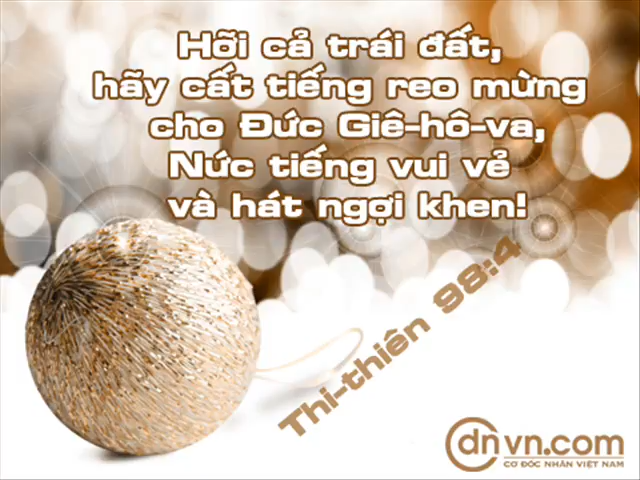 Hỡi cả trái đất,
hãy cất tiếng reo mừng
cho Đức Giê-hô-va,
Nức tiếng vui vẻ
và hát ngợi khen!
Thi-thiên 98:4
cdnvn.com
CƠ ĐỐC NHÂN VIỆT NAM